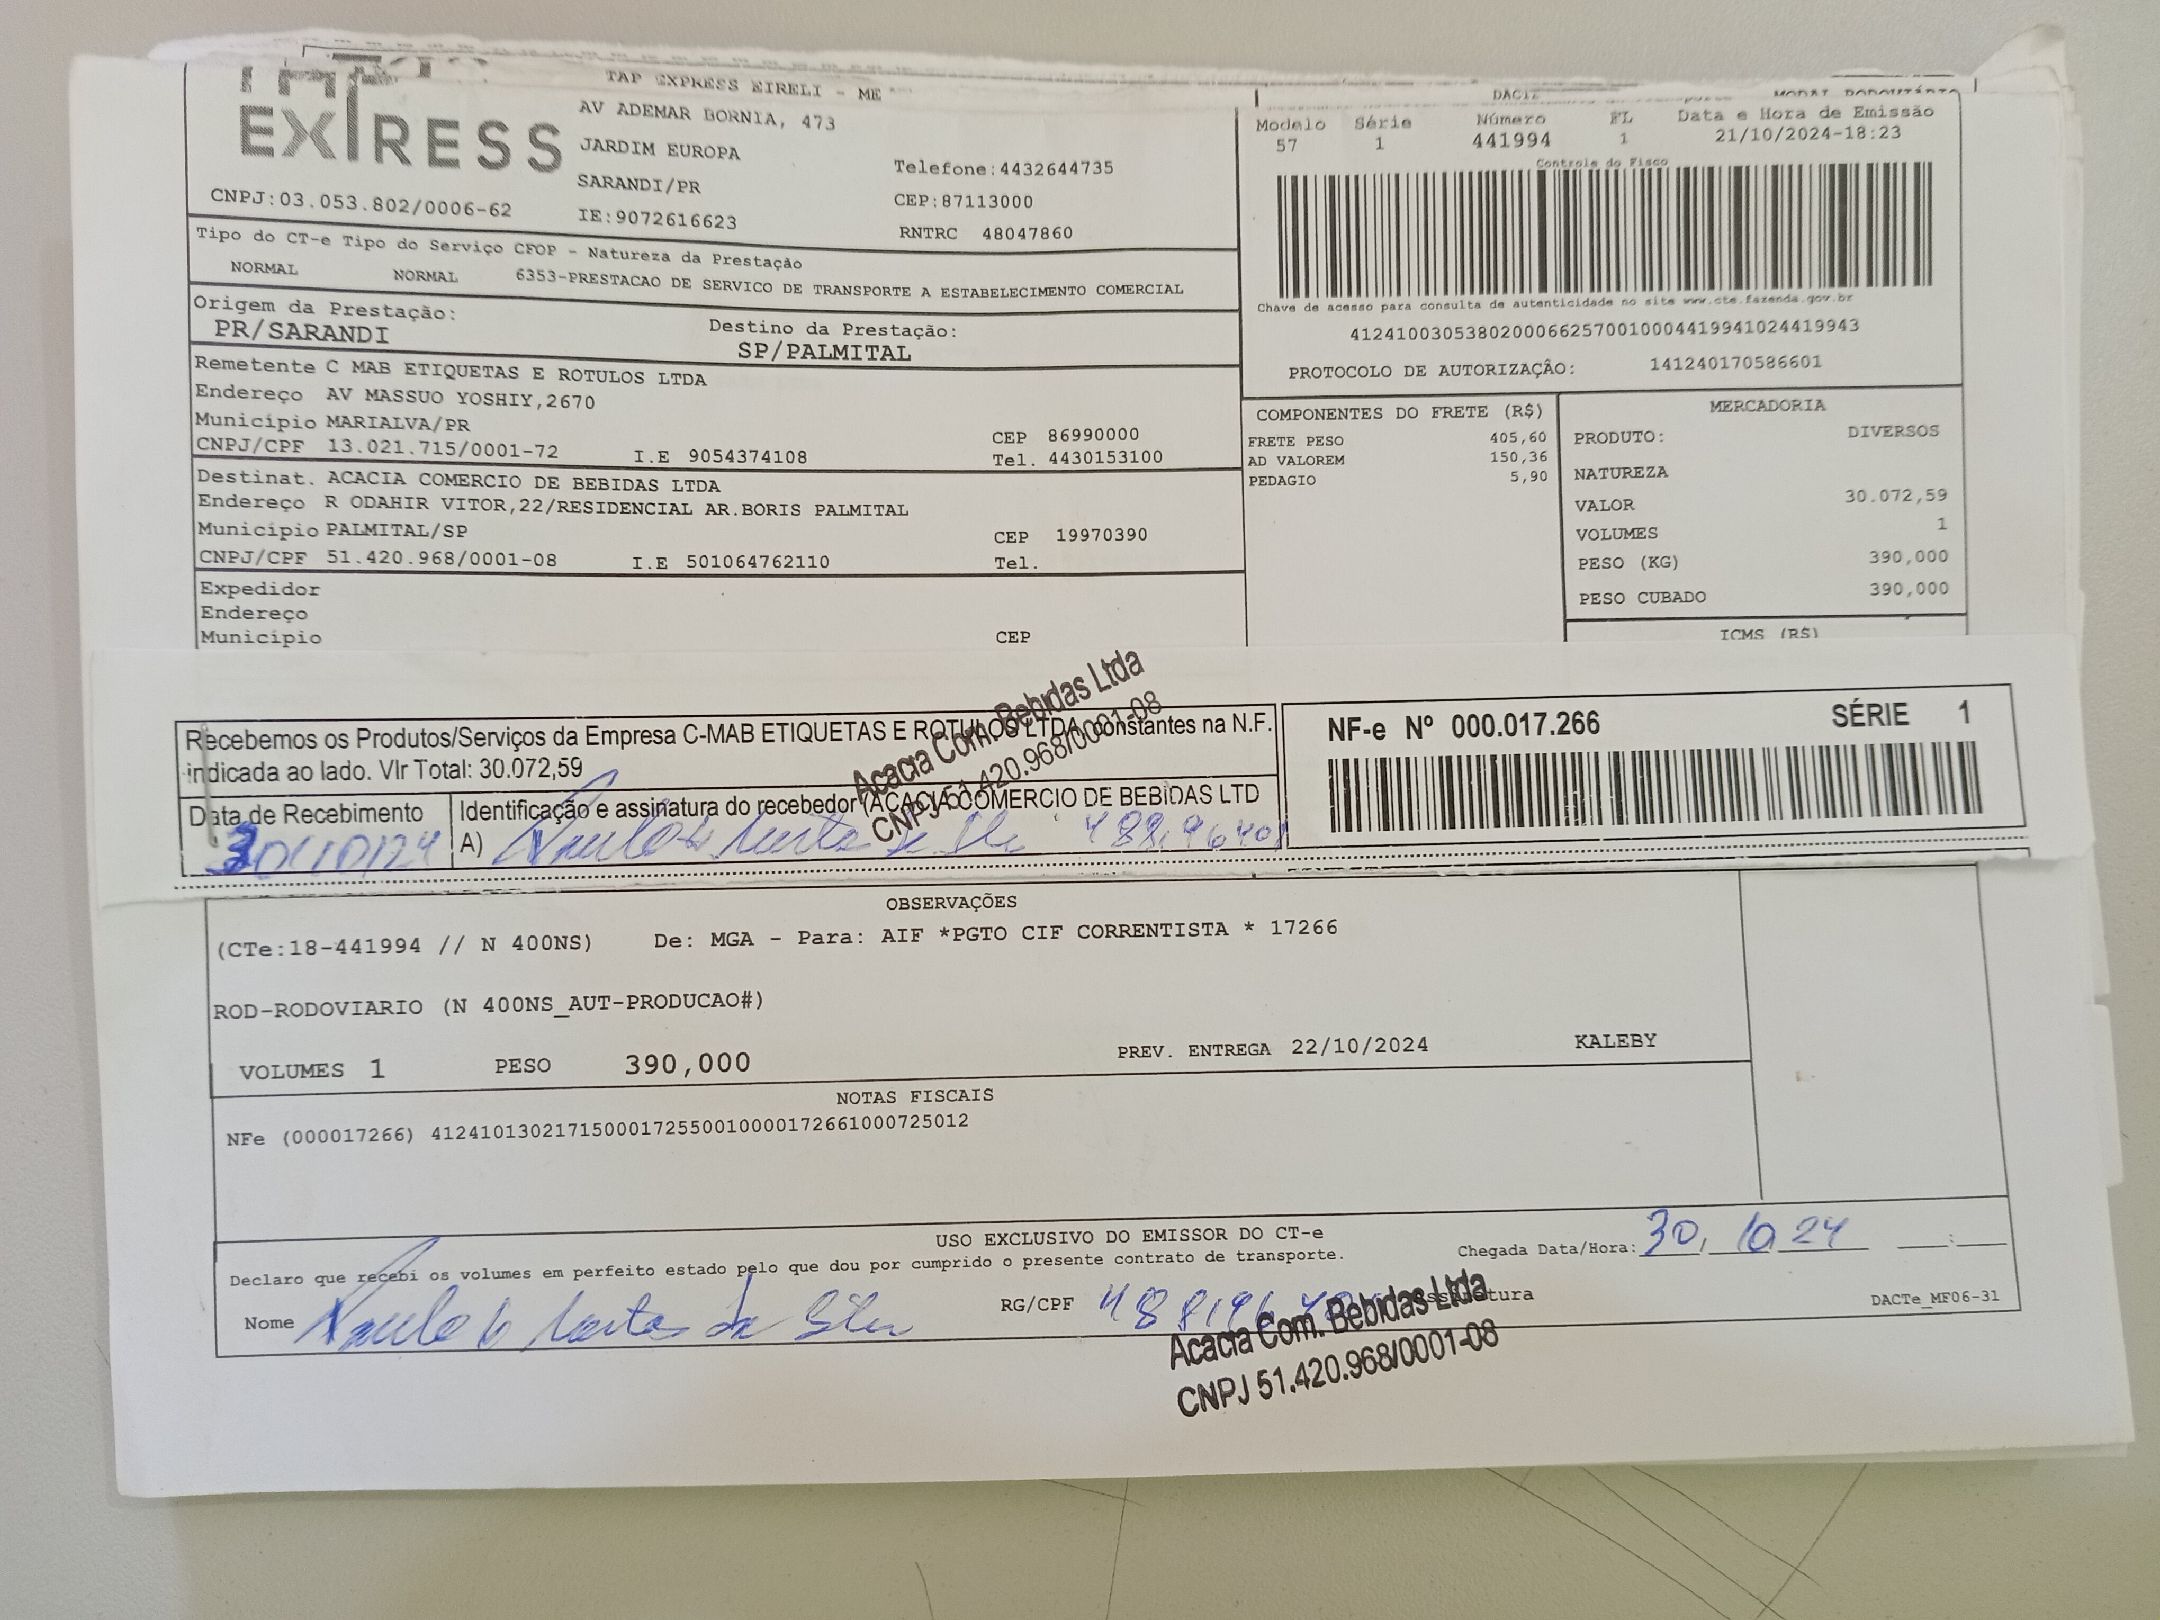 EXPRESS
TAP EXPRESS EIRELI - ME
AV ADEMAR BORNIA, 473
JARDIM EUROPA
SARANDI/PR
IE:9072616623
Telefone:4432644735
CEP:87113000
RNTRC 48047860
CNPJ:03.053.802/0006-62
DACTE
MODAL RODOVIÁRIO
Modelo Série Número FL Data e Hora de Emissão
57 1 441994 1 21/10/2024-18:23
Controle do Fisco
Chave de acesso para consulta de autenticidade no site www.cte.fazenda.gov.br
41241003053802000662570010004419941024419943
PROTOCOLO DE AUTORIZAÇÃO: 141240170586601
Tipo do CT-e Tipo do Serviço CFOP - Natureza da Prestação
NORMAL NORMAL 6353-PRESTACAO DE SERVICO DE TRANSPORTE A ESTABELECIMENTO COMERCIAL
Origem da Prestação: Destino da Prestação:
PR/SARANDI SP/PALMITAL
Remetente C MAB ETIQUETAS E ROTULOS LTDA
Endereço AV MASSUO YOSHIY,2670
Município MARIALVA/PR CEP 86990000
CNPJ/CPF 13.021.715/0001-72 I.E 9054374108 Tel. 4430153100
Destinat. ACACIA COMERCIO DE BEBIDAS LTDA
Endereço R ODAHIR VITOR,22/RESIDENCIAL AR.BORIS PALMITAL
Município PALMITAL/SP CEP 19970390
CNPJ/CPF 51.420.968/0001-08 I.E 501064762110 Tel.
Expedidor
Endereço
Município CEP
COMPONENTES DO FRETE (R$)
FRETE PESO 405,60
AD VALOREM 150,36
PEDAGIO 5,90
MERCADORIA
PRODUTO: DIVERSOS
NATUREZA
VALOR 30.072,59
VOLUMES 1
PESO (KG) 390,000
PESO CUBADO 390,000
ICMS (R$)
Recebemos os Produtos/Serviços da Empresa C-MAB ETIQUETAS E ROTULOS LTDA constantes na N.F.
indicada ao lado. Vlr Total: 30.072,59
Data de Recebimento
30/10/24
Identificação e assinatura do recebedor (ACACIA COMERCIO DE BEBIDAS LTD
A)
Acacia Com. Bebidas Ltda
CNPJ 51.420.968/0001-08
NF-e Nº 000.017.266 SÉRIE 1
OBSERVAÇÕES
(CTe:18-441994 // N 400NS) De: MGA - Para: AIF *PGTO CIF CORRENTISTA * 17266
ROD-RODOVIARIO (N 400NS_AUT-PRODUCAO#)
VOLUMES 1 PESO 390,000 PREV. ENTREGA 22/10/2024 KALEBY
NOTAS FISCAIS
NFe (000017266) 41241013021715000172550010000172661000725012
USO EXCLUSIVO DO EMISSOR DO CT-e
Declaro que recebi os volumes em perfeito estado pelo que dou por cumprido o presente contrato de transporte.
Chegada Data/Hora: 30, 10 24 :
Nome da RG/CPF Assinatura
DACTe_MF06-31
Acacia Com. Bebidas Ltda
CNPJ 51.420.968/0001-08